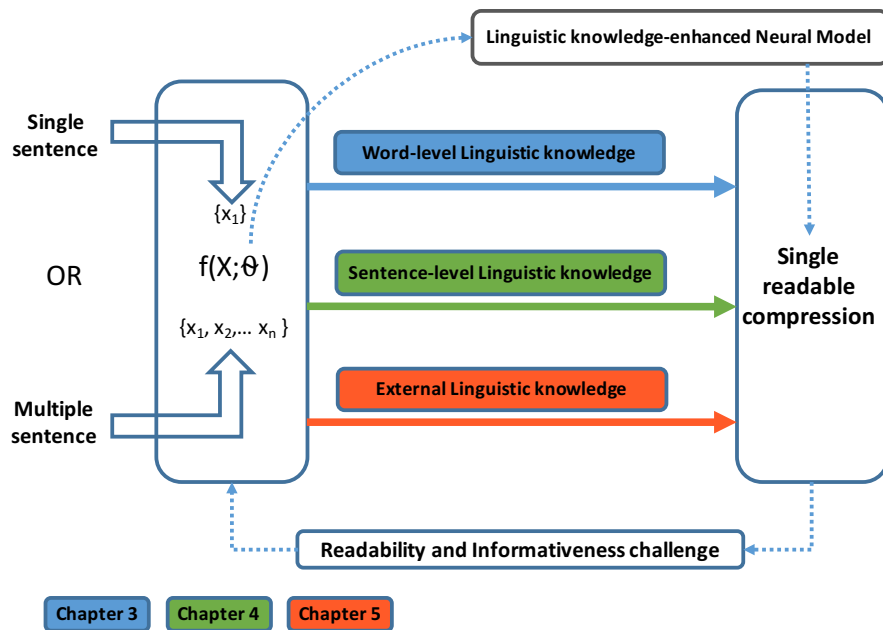 Linguistic knowledge-enhanced Neural Model
Single
sentence
Word-level Linguistic knowledge
{x₁}
OR
f(X;ϑ)
Sentence-level Linguistic knowledge
Single
readable
compression
{x₁, x₂,... xₙ }
External Linguistic knowledge
Multiple
sentence
Readability and Informativeness challenge
Chapter 3
Chapter 4
Chapter 5